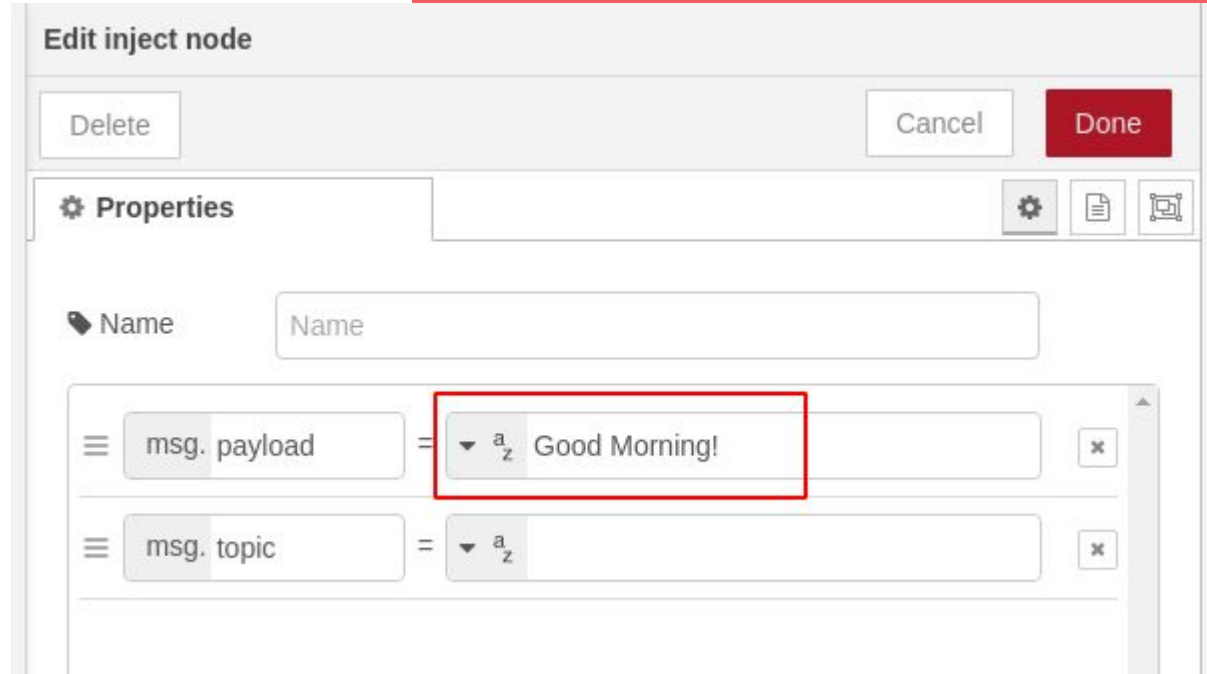 Edit inject node
Delete Cancel Done
Properties
Name Name
msg. payload = az Good Morning!
msg. topic = az